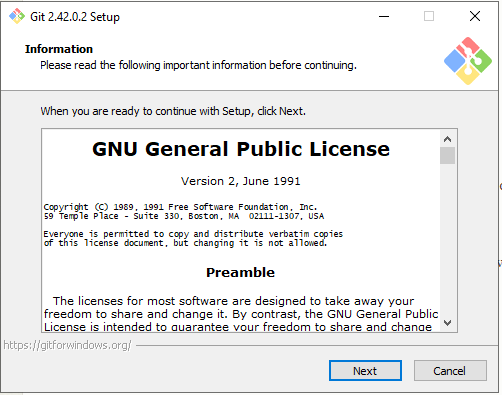 Git 2.42.0.2 Setup
Information
Please read the following important information before continuing.
When you are ready to continue with Setup, click Next.
GNU General Public License
Version 2, June 1991
Copyright (C) 1989, 1991 Free Software Foundation, Inc.
59 Temple Place - Suite 330, Boston, MA  02111-1307, USA
Everyone is permitted to copy and distribute verbatim copies
of this license document, but changing it is not allowed.
Preamble
The licenses for most software are designed to take away your
freedom to share and change it. By contrast, the GNU General Public
License is intended to guarantee your freedom to share and change
https://gitforwindows.org/
Next
Cancel